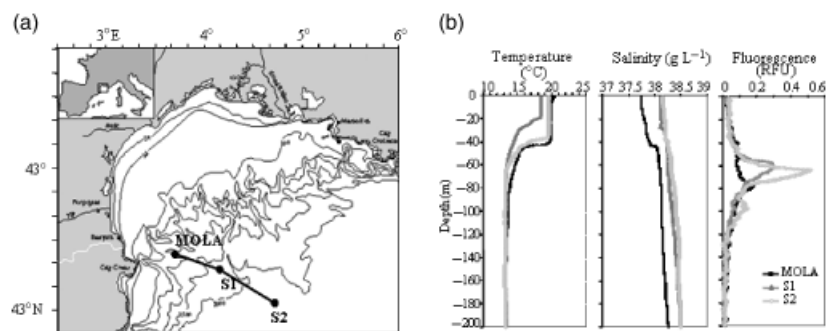 (a)
3°E 4° 5° 6°
43°
43°N
MOLA
S1
S2
(b)
Temperature
(°C)
10 15 20 25
Salinity (g L−1)
37 37.5 38 38.5 39
Fluorescence
(RFU)
0 0.2 0.4 0.6
Depth (m)
0
−20
−40
−60
−80
−100
−120
−140
−160
−180
−200
MOLA
S1
S2